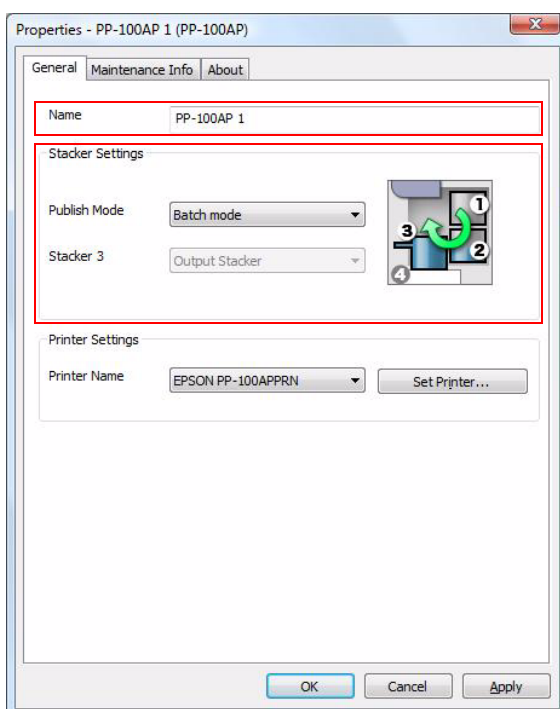 Properties - PP-100AP 1 (PP-100AP)
General Maintenance Info About
Name PP-100AP 1
Stacker Settings
Publish Mode Batch mode
Stacker 3 Output Stacker
1
3
2
4
Printer Settings
Printer Name EPSON PP-100APPRN Set Printer...
OK Cancel Apply